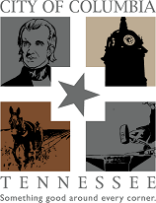 CITY OF COLUMBIA
TENNESSEE
Something good around every corner.